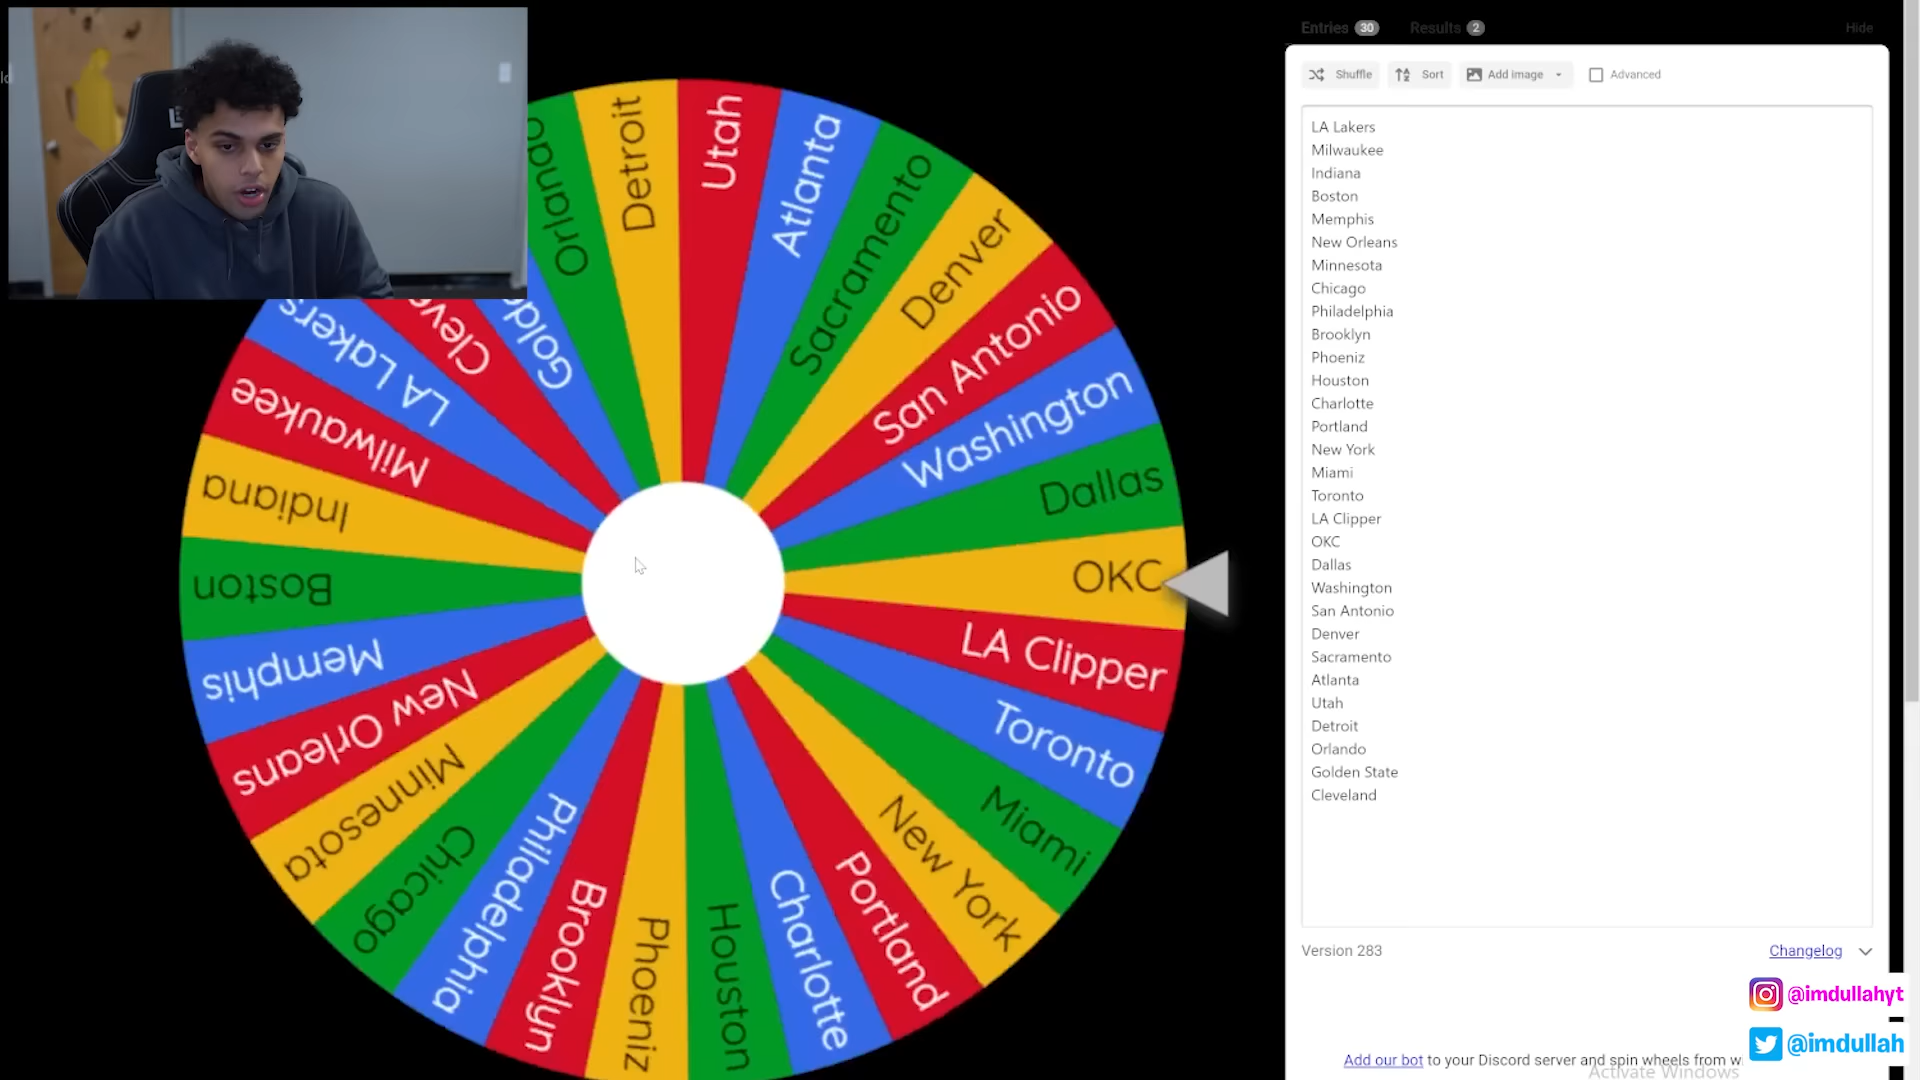 Entries 30 Results 2 Hide
Shuffle Sort Add image Advanced
LA Lakers
Milwaukee
Indiana
Boston
Memphis
New Orleans
Minnesota
Chicago
Philadelphia
Brooklyn
Phoeniz
Houston
Charlotte
Portland
New York
Miami
Toronto
LA Clipper
OKC
Dallas
Washington
San Antonio
Denver
Sacramento
Atlanta
Utah
Detroit
Orlando
Golden State
Cleveland
Version 283 Changelog
@imdullahyt
@imdullah
Add our bot to your Discord server and spin wheels from
Activate Windows
Orlando
Detroit
Utah
Atlanta
Sacramento
Denver
San Antonio
Washington
Dallas
OKC
LA Clipper
Toronto
Miami
New York
Portland
Charlotte
Houston
Phoeniz
Brooklyn
Philadelphia
Chicago
Minnesota
New Orleans
Memphis
Boston
Indiana
Milwaukee
LA Lakers
Cleve
Gold